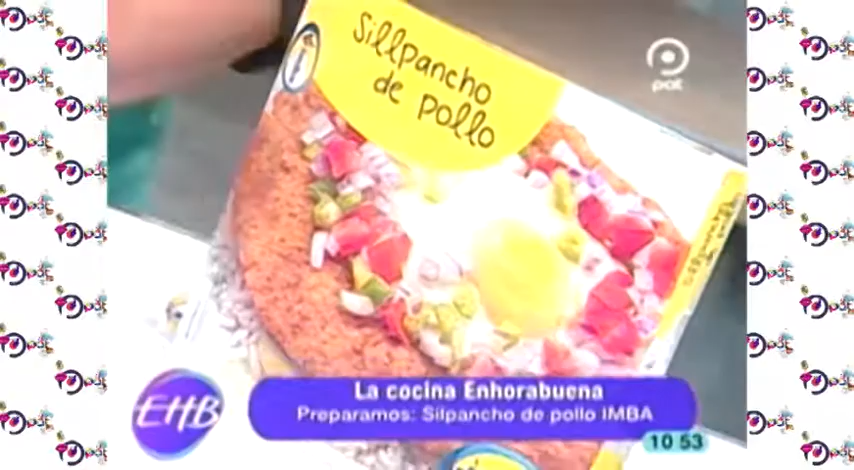 Sillpancho
de pollo
pat
EHB
La cocina Enhorabuena
Preparamos: Silpancho de pollo IMBA
10 53